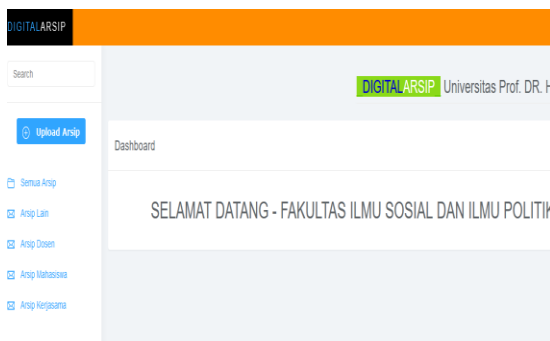 DIGITALARSIP
Search
DIGITALARSIP Universitas Prof. DR. H
Upload Arsip
Dashboard
Semua Arsip
Arsip Lain
SELAMAT DATANG - FAKULTAS ILMU SOSIAL DAN ILMU POLITIK
Arsip Dosen
Arsip Mahasiswa
Arsip Kerjasama